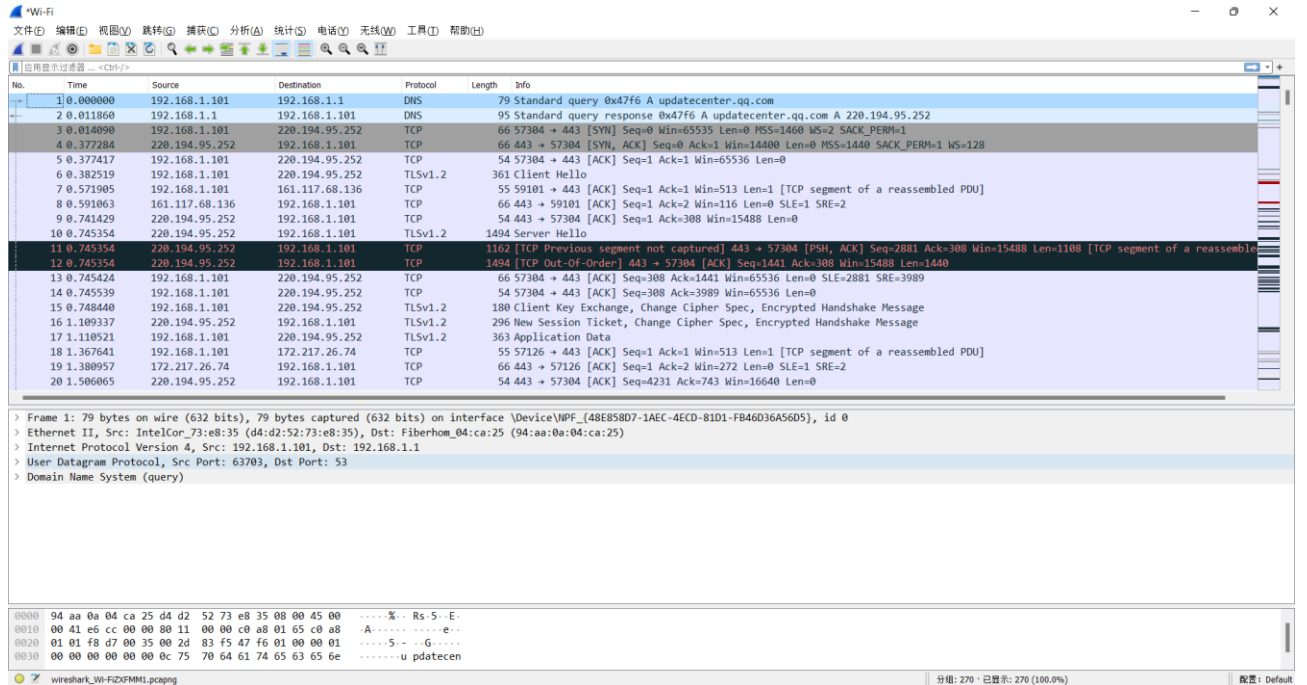 *Wi-Fi
文件(F) 编辑(E) 视图(V) 跳转(G) 捕获(C) 分析(A) 统计(S) 电话(Y) 无线(W) 工具(T) 帮助(H)
应用显示过滤器 … <Ctrl-/>
No. Time Source Destination Protocol Length Info
1 0.000000 192.168.1.101 192.168.1.1 DNS 79 Standard query 0x47f6 A updatecenter.qq.com
2 0.011860 192.168.1.1 192.168.1.101 DNS 95 Standard query response 0x47f6 A updatecenter.qq.com A 220.194.95.252
3 0.014090 192.168.1.101 220.194.95.252 TCP 66 57304 → 443 [SYN] Seq=0 Win=65535 Len=0 MSS=1460 WS=2 SACK_PERM=1
4 0.377284 220.194.95.252 192.168.1.101 TCP 66 443 → 57304 [SYN, ACK] Seq=0 Ack=1 Win=14400 Len=0 MSS=1440 SACK_PERM=1 WS=128
5 0.377417 192.168.1.101 220.194.95.252 TCP 54 57304 → 443 [ACK] Seq=1 Ack=1 Win=65536 Len=0
6 0.382519 192.168.1.101 220.194.95.252 TLSv1.2 361 Client Hello
7 0.571905 192.168.1.101 161.117.68.136 TCP 55 59101 → 443 [ACK] Seq=1 Ack=1 Win=513 Len=1 [TCP segment of a reassembled PDU]
8 0.591063 161.117.68.136 192.168.1.101 TCP 66 443 → 59101 [ACK] Seq=1 Ack=2 Win=116 Len=0 SLE=1 SRE=2
9 0.741429 220.194.95.252 192.168.1.101 TCP 54 443 → 57304 [ACK] Seq=1 Ack=308 Win=15488 Len=0
10 0.745354 220.194.95.252 192.168.1.101 TLSv1.2 1494 Server Hello
11 0.745354 220.194.95.252 192.168.1.101 TCP 1162 [TCP Previous segment not captured] 443 → 57304 [PSH, ACK] Seq=2881 Ack=308 Win=15488 Len=1108 [TCP segment of a reassemble
12 0.745354 220.194.95.252 192.168.1.101 TCP 1494 [TCP Out-Of-Order] 443 → 57304 [ACK] Seq=1441 Ack=308 Win=15488 Len=1440
13 0.745424 192.168.1.101 220.194.95.252 TCP 66 57304 → 443 [ACK] Seq=308 Ack=1441 Win=65536 Len=0 SLE=2881 SRE=3989
14 0.745539 192.168.1.101 220.194.95.252 TCP 54 57304 → 443 [ACK] Seq=308 Ack=3989 Win=65536 Len=0
15 0.748440 192.168.1.101 220.194.95.252 TLSv1.2 180 Client Key Exchange, Change Cipher Spec, Encrypted Handshake Message
16 1.109337 220.194.95.252 192.168.1.101 TLSv1.2 296 New Session Ticket, Change Cipher Spec, Encrypted Handshake Message
17 1.110521 192.168.1.101 220.194.95.252 TLSv1.2 363 Application Data
18 1.367641 192.168.1.101 172.217.26.74 TCP 55 57126 → 443 [ACK] Seq=1 Ack=1 Win=513 Len=1 [TCP segment of a reassembled PDU]
19 1.380957 172.217.26.74 192.168.1.101 TCP 66 443 → 57126 [ACK] Seq=1 Ack=2 Win=272 Len=0 SLE=1 SRE=2
20 1.506065 220.194.95.252 192.168.1.101 TCP 54 443 → 57304 [ACK] Seq=4231 Ack=743 Win=16640 Len=0
> Frame 1: 79 bytes on wire (632 bits), 79 bytes captured (632 bits) on interface \Device\NPF_{48E858D7-1AEC-4ECD-81D1-FB46D36A56D5}, id 0
> Ethernet II, Src: IntelCor_73:e8:35 (d4:d2:52:73:e8:35), Dst: Fiberhom_04:ca:25 (94:aa:0a:04:ca:25)
> Internet Protocol Version 4, Src: 192.168.1.101, Dst: 192.168.1.1
> User Datagram Protocol, Src Port: 63703, Dst Port: 53
> Domain Name System (query)
0000 94 aa 0a 04 ca 25 d4 d2 52 73 e8 35 08 00 45 00 ·····%·· Rs·5··E·
0010 00 41 e6 cc 00 00 80 11 00 00 c0 a8 01 65 c0 a8 ·A······ ·····e··
0020 01 01 f8 d7 00 35 00 2d 83 f5 47 f6 01 00 00 01 ·····5·- ··G·····
0030 00 00 00 00 00 00 0c 75 70 64 61 74 65 63 65 6e ·······u pdatecen
wireshark_Wi-FiZXFMM1.pcapng 分组: 270 · 已显示: 270 (100.0%) 配置: Default